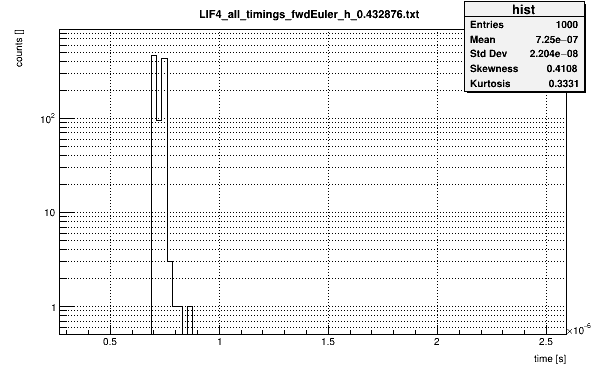 LIF4_all_timings_fwdEuler_h_0.432876.txt
hist
Entries 1000
Mean 7.25e−07
Std Dev 2.204e−08
Skewness 0.4108
Kurtosis 0.3331
counts []
10²
10
1
0.5 1 1.5 2 2.5
×10⁻⁶
time [s]